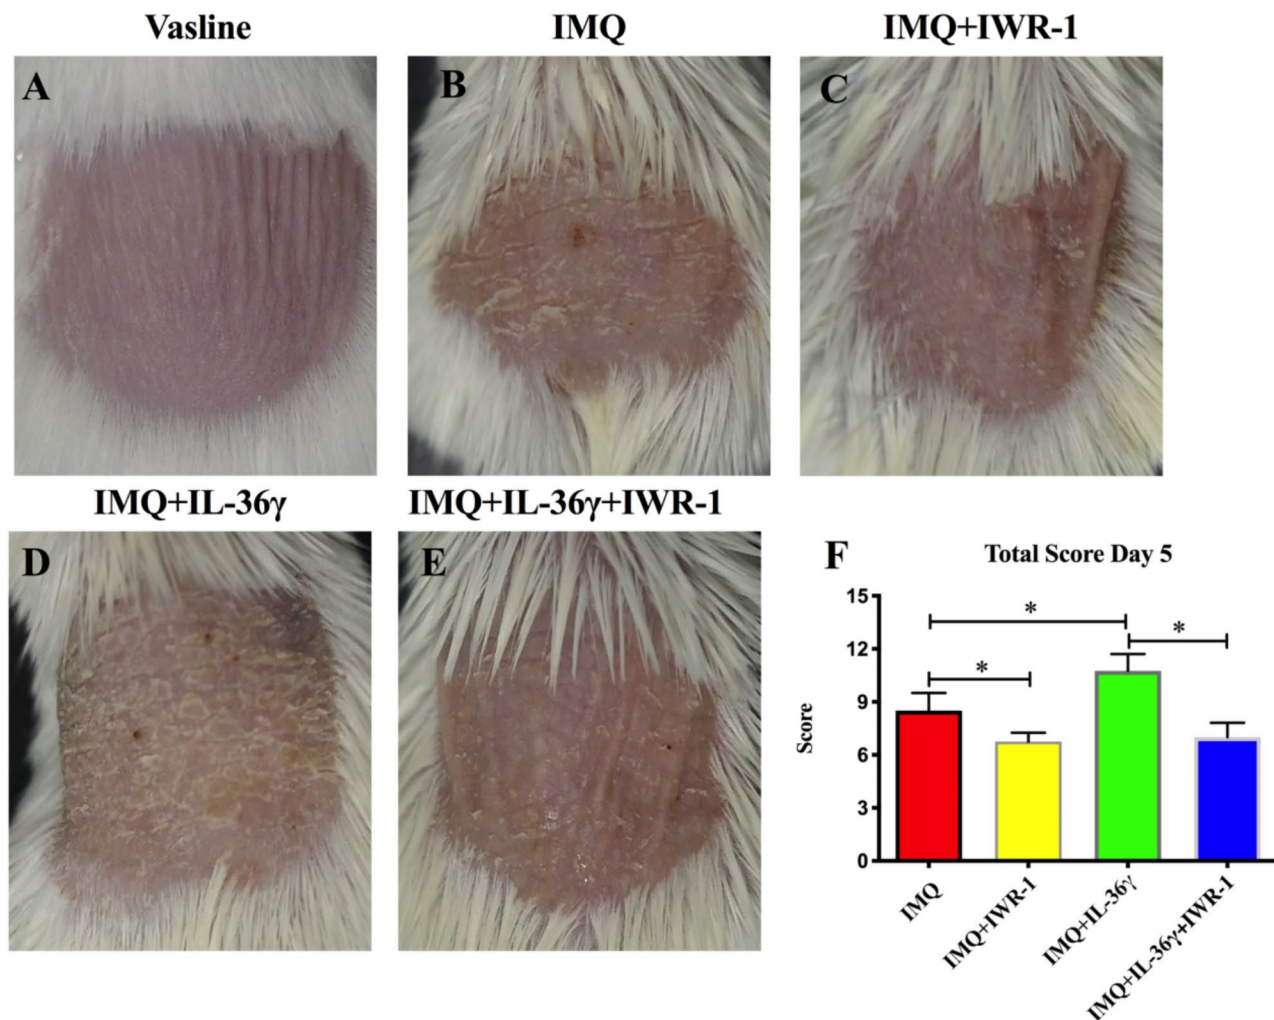 Vasline
IMQ
IMQ+IWR-1
A
B
C
IMQ+IL-36γ
IMQ+IL-36γ+IWR-1
D
E
F
Total Score Day 5
15
12
9
6
3
0
Score
*
*
*
IMQ
IMQ+IWR-1
IMQ+IL-36γ
IMQ+IL-36γ+IWR-1